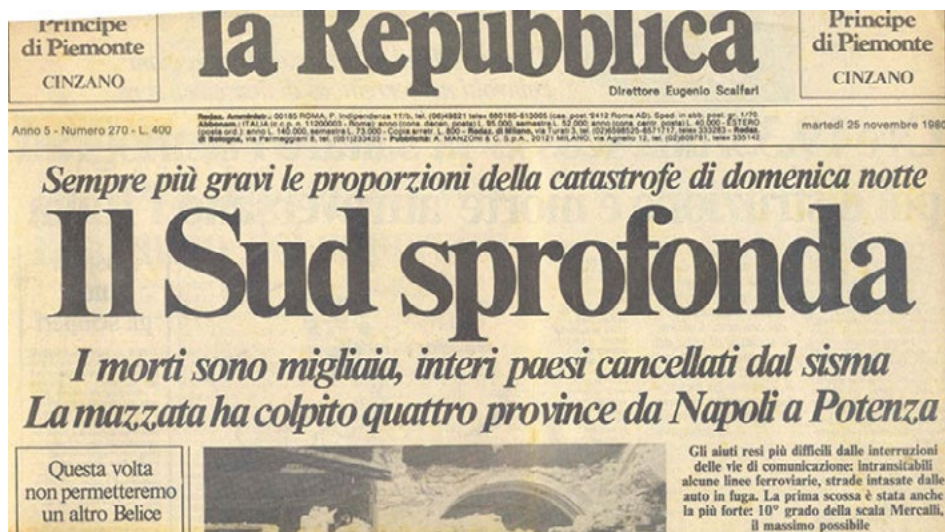 Principe
di Piemonte
CINZANO
la Repubblica
Direttore Eugenio Scalfari
Principe
di Piemonte
CINZANO
Anno 5 - Numero 270 - L. 400
martedì 25 novembre 1980
Sempre più gravi le proporzioni della catastrofe di domenica notte
Il Sud sprofonda
I morti sono migliaia, interi paesi cancellati dal sisma
La mazzata ha colpito quattro province da Napoli a Potenza
Questa volta
non permetteremo
un altro Belice
Gli aiuti resi più difficili dalle interruzioni
delle vie di comunicazione: intransitabili
alcune linee ferroviarie, strade intasate dalle
auto in fuga. La prima scossa è stata anche
la più forte: 10° grado della scala Mercalli,
il massimo possibile